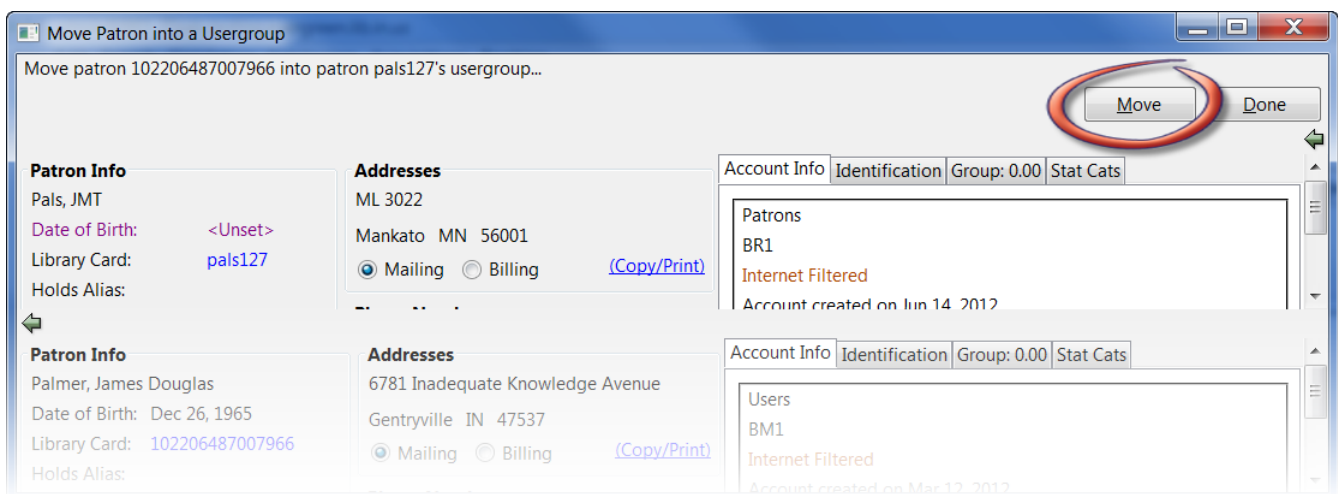 Move Patron into a Usergroup
Move patron 102206487007966 into patron pals127's usergroup...
Move Done
Patron Info
Pals, JMT
Date of Birth: <Unset>
Library Card: pals127
Holds Alias:
Addresses
ML 3022
Mankato MN 56001
Mailing Billing (Copy/Print)
Account Info Identification Group: 0.00 Stat Cats
Patrons
BR1
Internet Filtered
Account created on Jun 14, 2012
Patron Info
Palmer, James Douglas
Date of Birth: Dec 26, 1965
Library Card: 102206487007966
Holds Alias:
Addresses
6781 Inadequate Knowledge Avenue
Gentryville IN 47537
Mailing Billing (Copy/Print)
Account Info Identification Group: 0.00 Stat Cats
Users
BM1
Internet Filtered
Account created on Mar 12, 2012